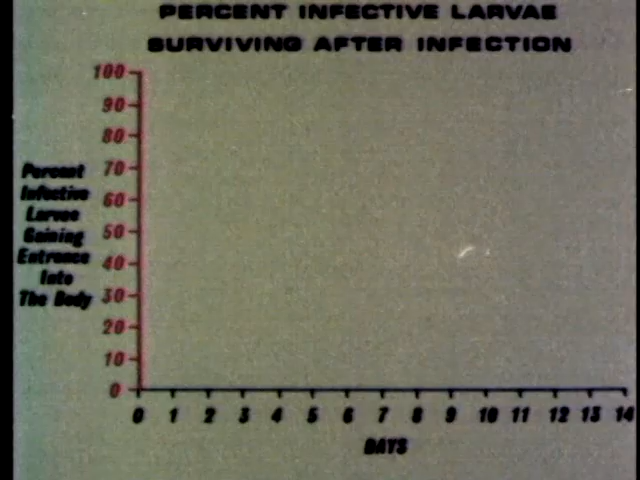 PERCENT INFECTIVE LARVAE
SURVIVING AFTER INFECTION
100
90
80
70
60
50
40
30
20
10
0
Percent
Infective
Larvae
Gaining
Entrance
Into
The Body
0 1 2 3 4 5 6 7 8 9 10 11 12 13 14
DAYS